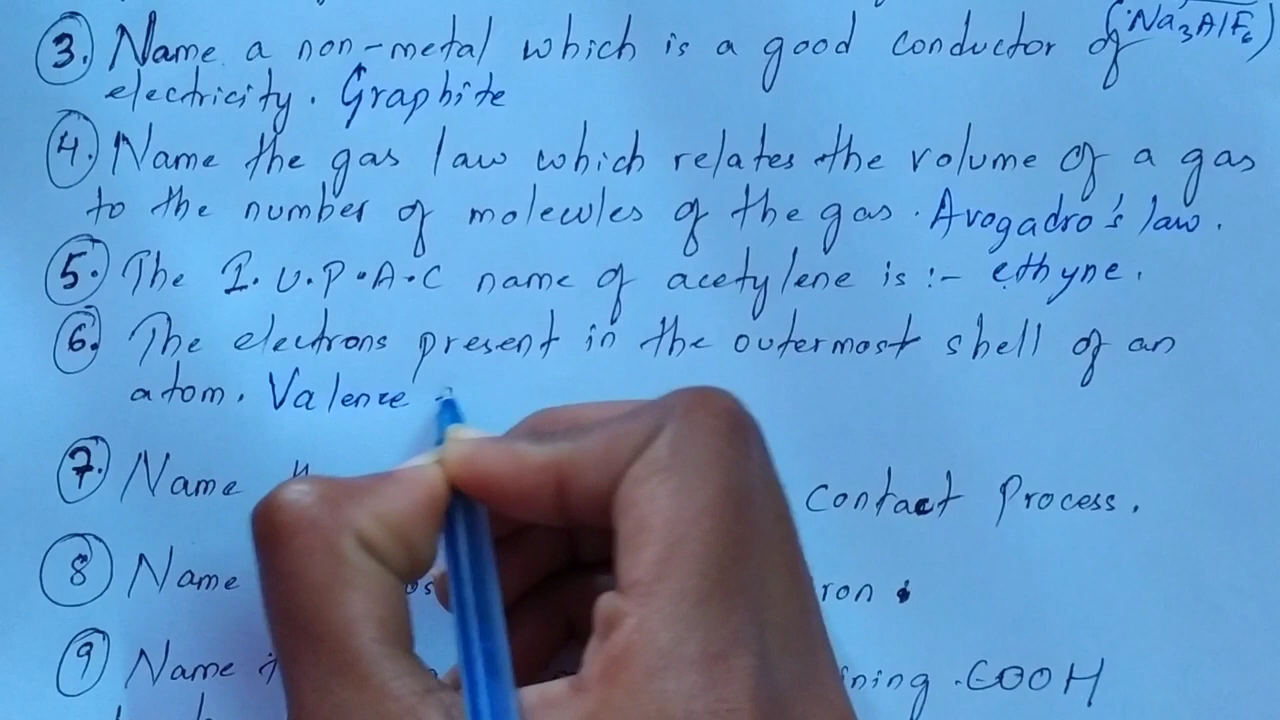 (Na3AlF6)
3. Name a non-metal which is a good conductor of
electricity. Graphite
4. Name the gas law which relates the volume of a gas
to the number of molecules of the gas. Avogadro's law.
5. The I.U.P.A.C name of acetylene is :- ethyne.
6. The electrons present in the outermost shell of an
atom. Valence
7. Name contact Process.
8 Name
9 Name COOH